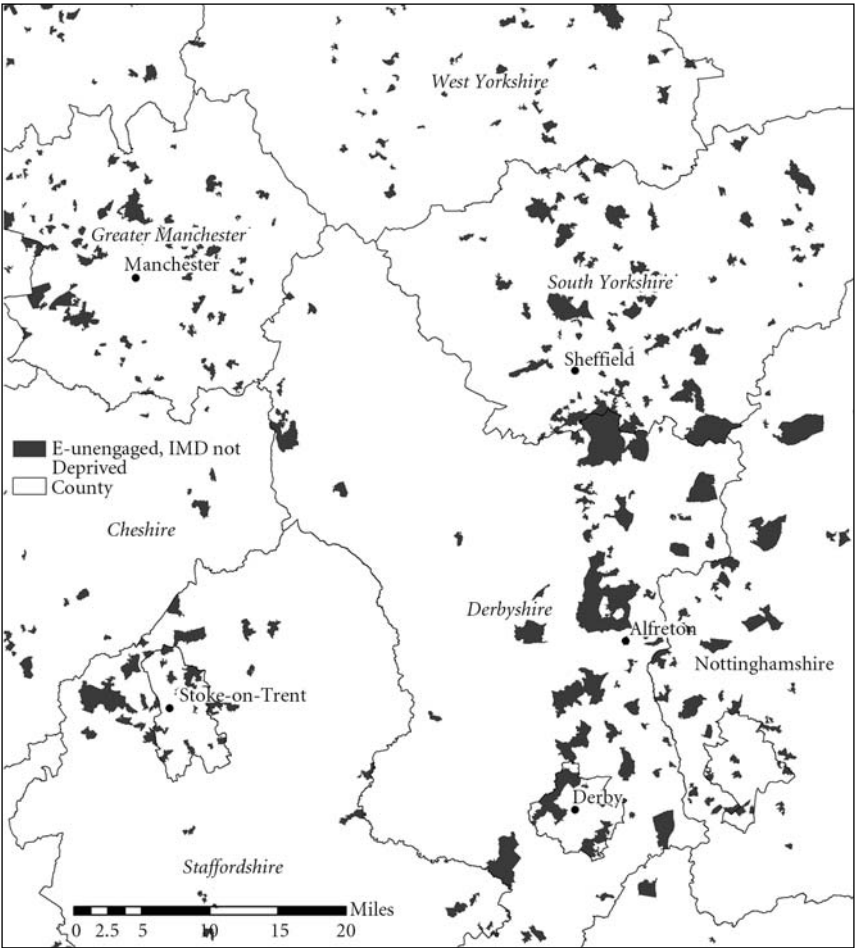 West Yorkshire
Greater Manchester
Manchester
South Yorkshire
Sheffield
E-unengaged, IMD not
Deprived
County
Cheshire
Derbyshire
Alfreton
Nottinghamshire
Stoke-on-Trent
Derby
Staffordshire
Miles
0 2.5 5 10 15 20